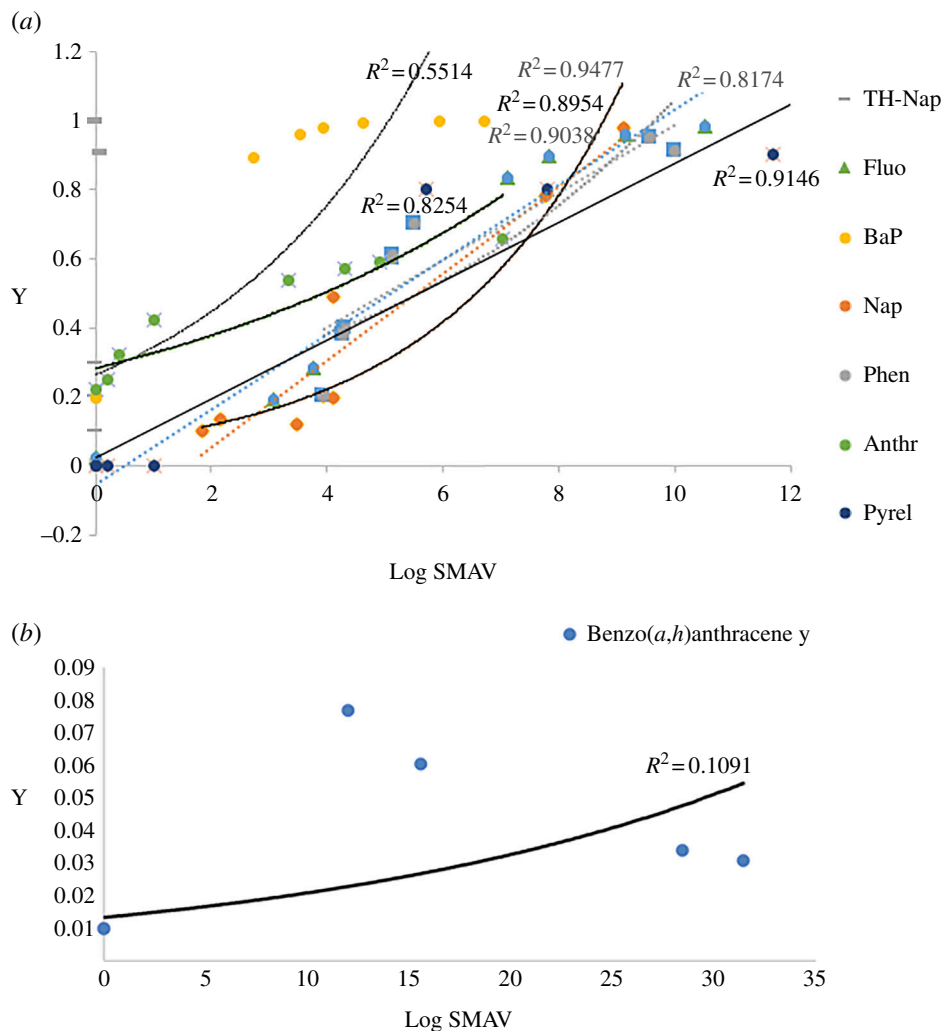 (a)
1.2
R² = 0.5514
R² = 0.9477
R² = 0.8174
R² = 0.8954
R² = 0.9038
1
0.8
R² = 0.8254
R² = 0.9146
0.6
Y
0.4
0.2
0
0 2 4 6 8 10 12
–0.2
Log SMAV
TH-Nap
Fluo
BaP
Nap
Phen
Anthr
Pyrel
(b)
Benzo(a,h)anthracene y
0.09
0.08
0.07
0.06
R² = 0.1091
0.05
Y
0.04
0.03
0.02
0.01
0 5 10 15 20 25 30 35
Log SMAV